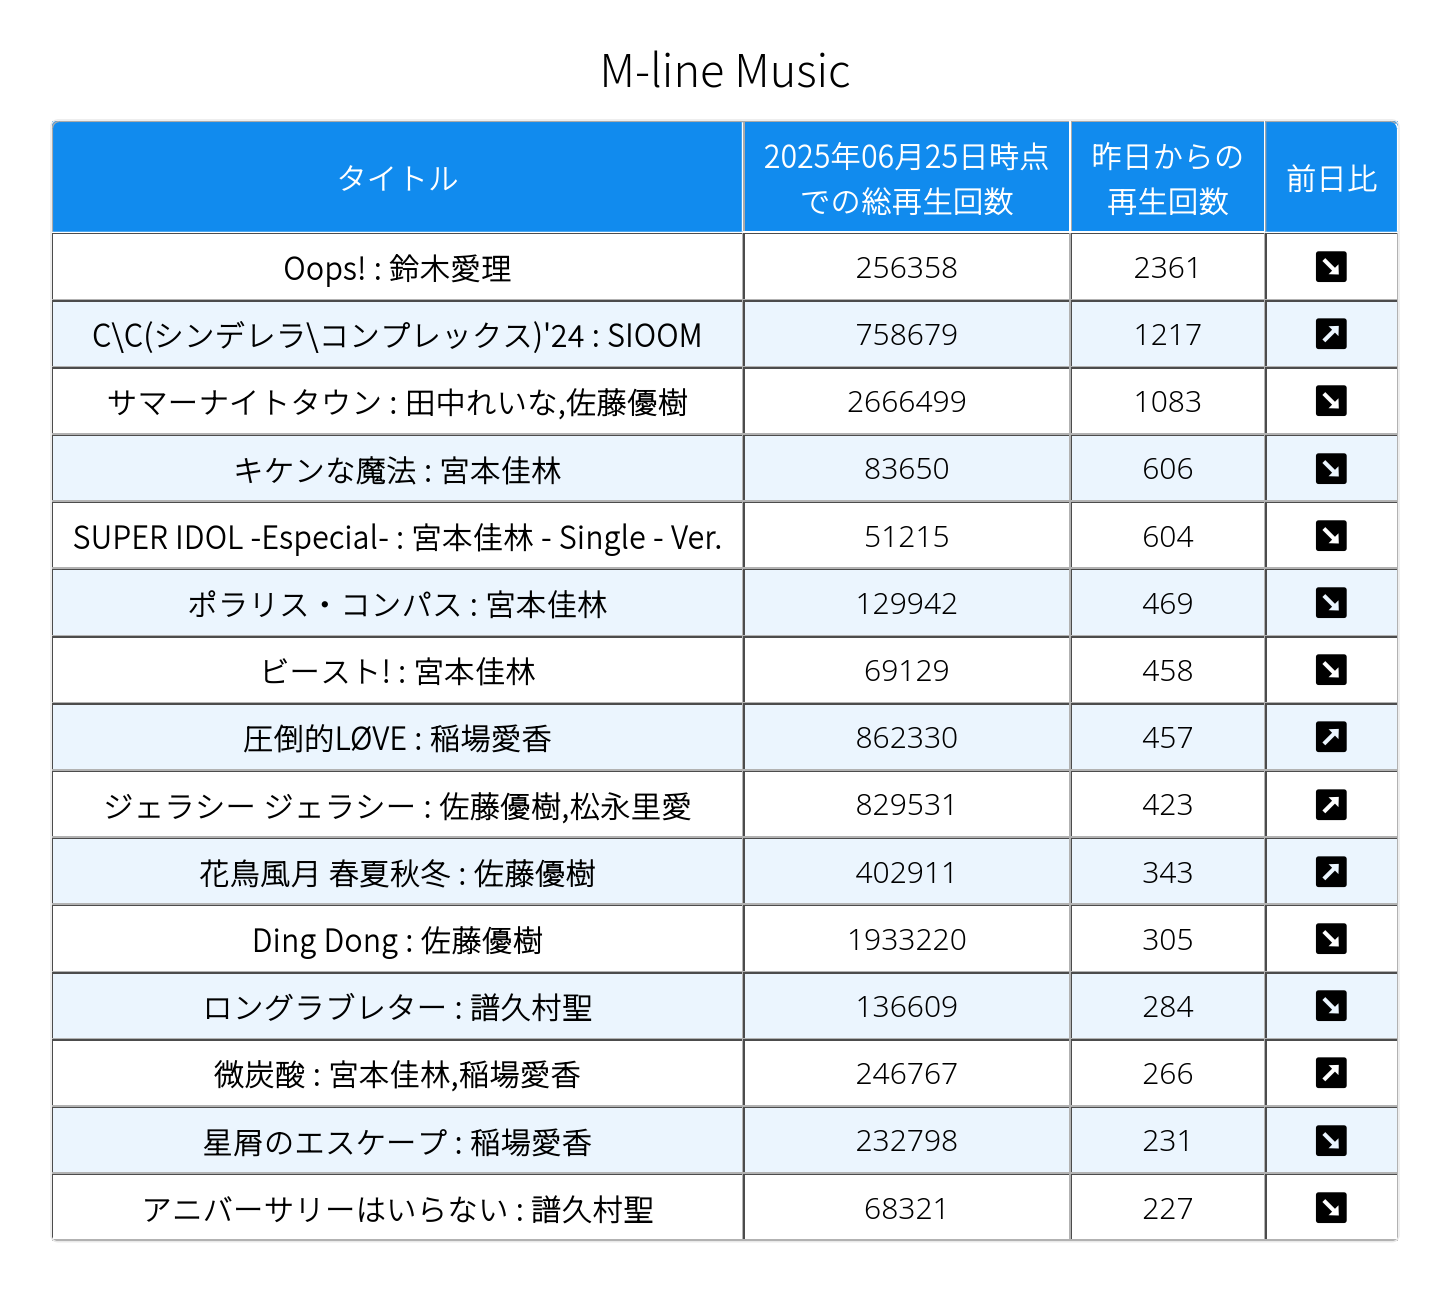 M-line Music
タイトル 2025年06月25日時点での総再生回数 昨日からの再生回数 前日比
Oops! : 鈴木愛理 256358 2361 ↘
C\C(シンデレラ\コンプレックス)'24 : SIOOM 758679 1217 ↗
サマーナイトタウン : 田中れいな,佐藤優樹 2666499 1083 ↘
キケンな魔法 : 宮本佳林 83650 606 ↘
SUPER IDOL -Especial- : 宮本佳林 - Single - Ver. 51215 604 ↘
ポラリス・コンパス : 宮本佳林 129942 469 ↘
ビースト! : 宮本佳林 69129 458 ↘
圧倒的LØVE : 稲場愛香 862330 457 ↗
ジェラシー ジェラシー : 佐藤優樹,松永里愛 829531 423 ↗
花鳥風月 春夏秋冬 : 佐藤優樹 402911 343 ↗
Ding Dong : 佐藤優樹 1933220 305 ↘
ロングラブレター : 譜久村聖 136609 284 ↘
微炭酸 : 宮本佳林,稲場愛香 246767 266 ↗
星屑のエスケープ : 稲場愛香 232798 231 ↘
アニバーサリーはいらない : 譜久村聖 68321 227 ↘